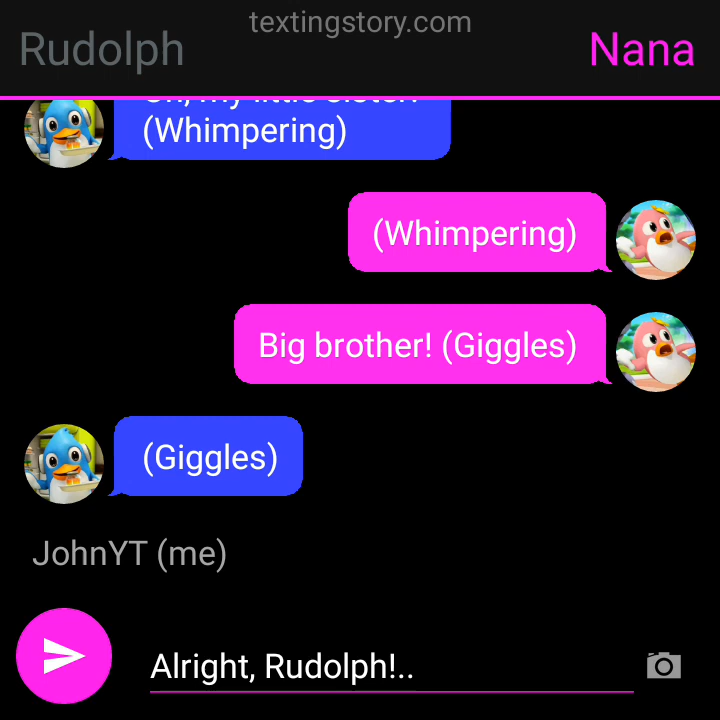 textingstory.com
Rudolph
Nana
(Whimpering)
(Whimpering)
Big brother! (Giggles)
(Giggles)
JohnYT (me)
Alright, Rudolph!..